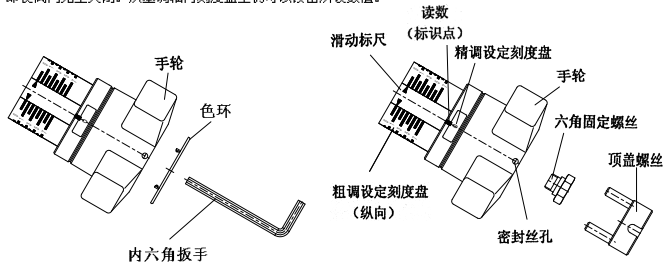 手轮
色环
内六角扳手
读数
(标识点)
滑动标尺
精调设定刻度盘
手轮
六角固定螺丝
顶盖螺丝
粗调设定刻度盘
(纵向)
密封丝孔